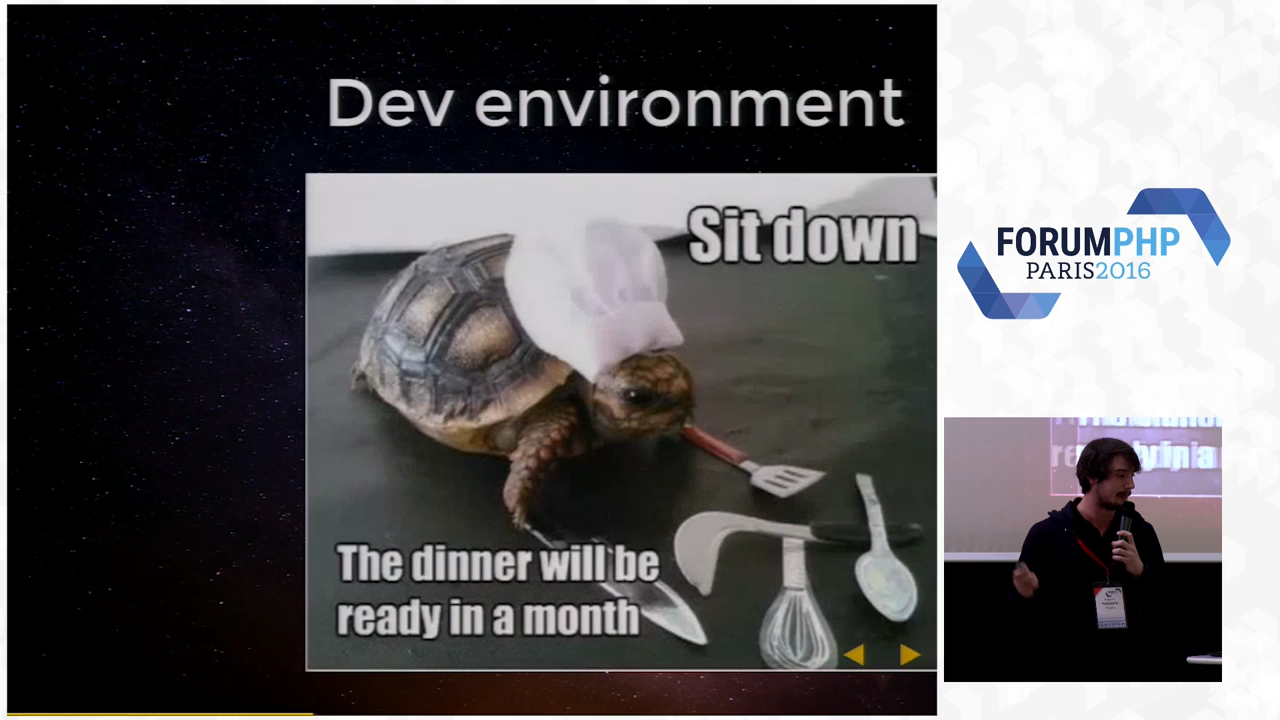 Dev environment
Sit down
The dinner will be
ready in a month
FORUMPHP
PARIS2016